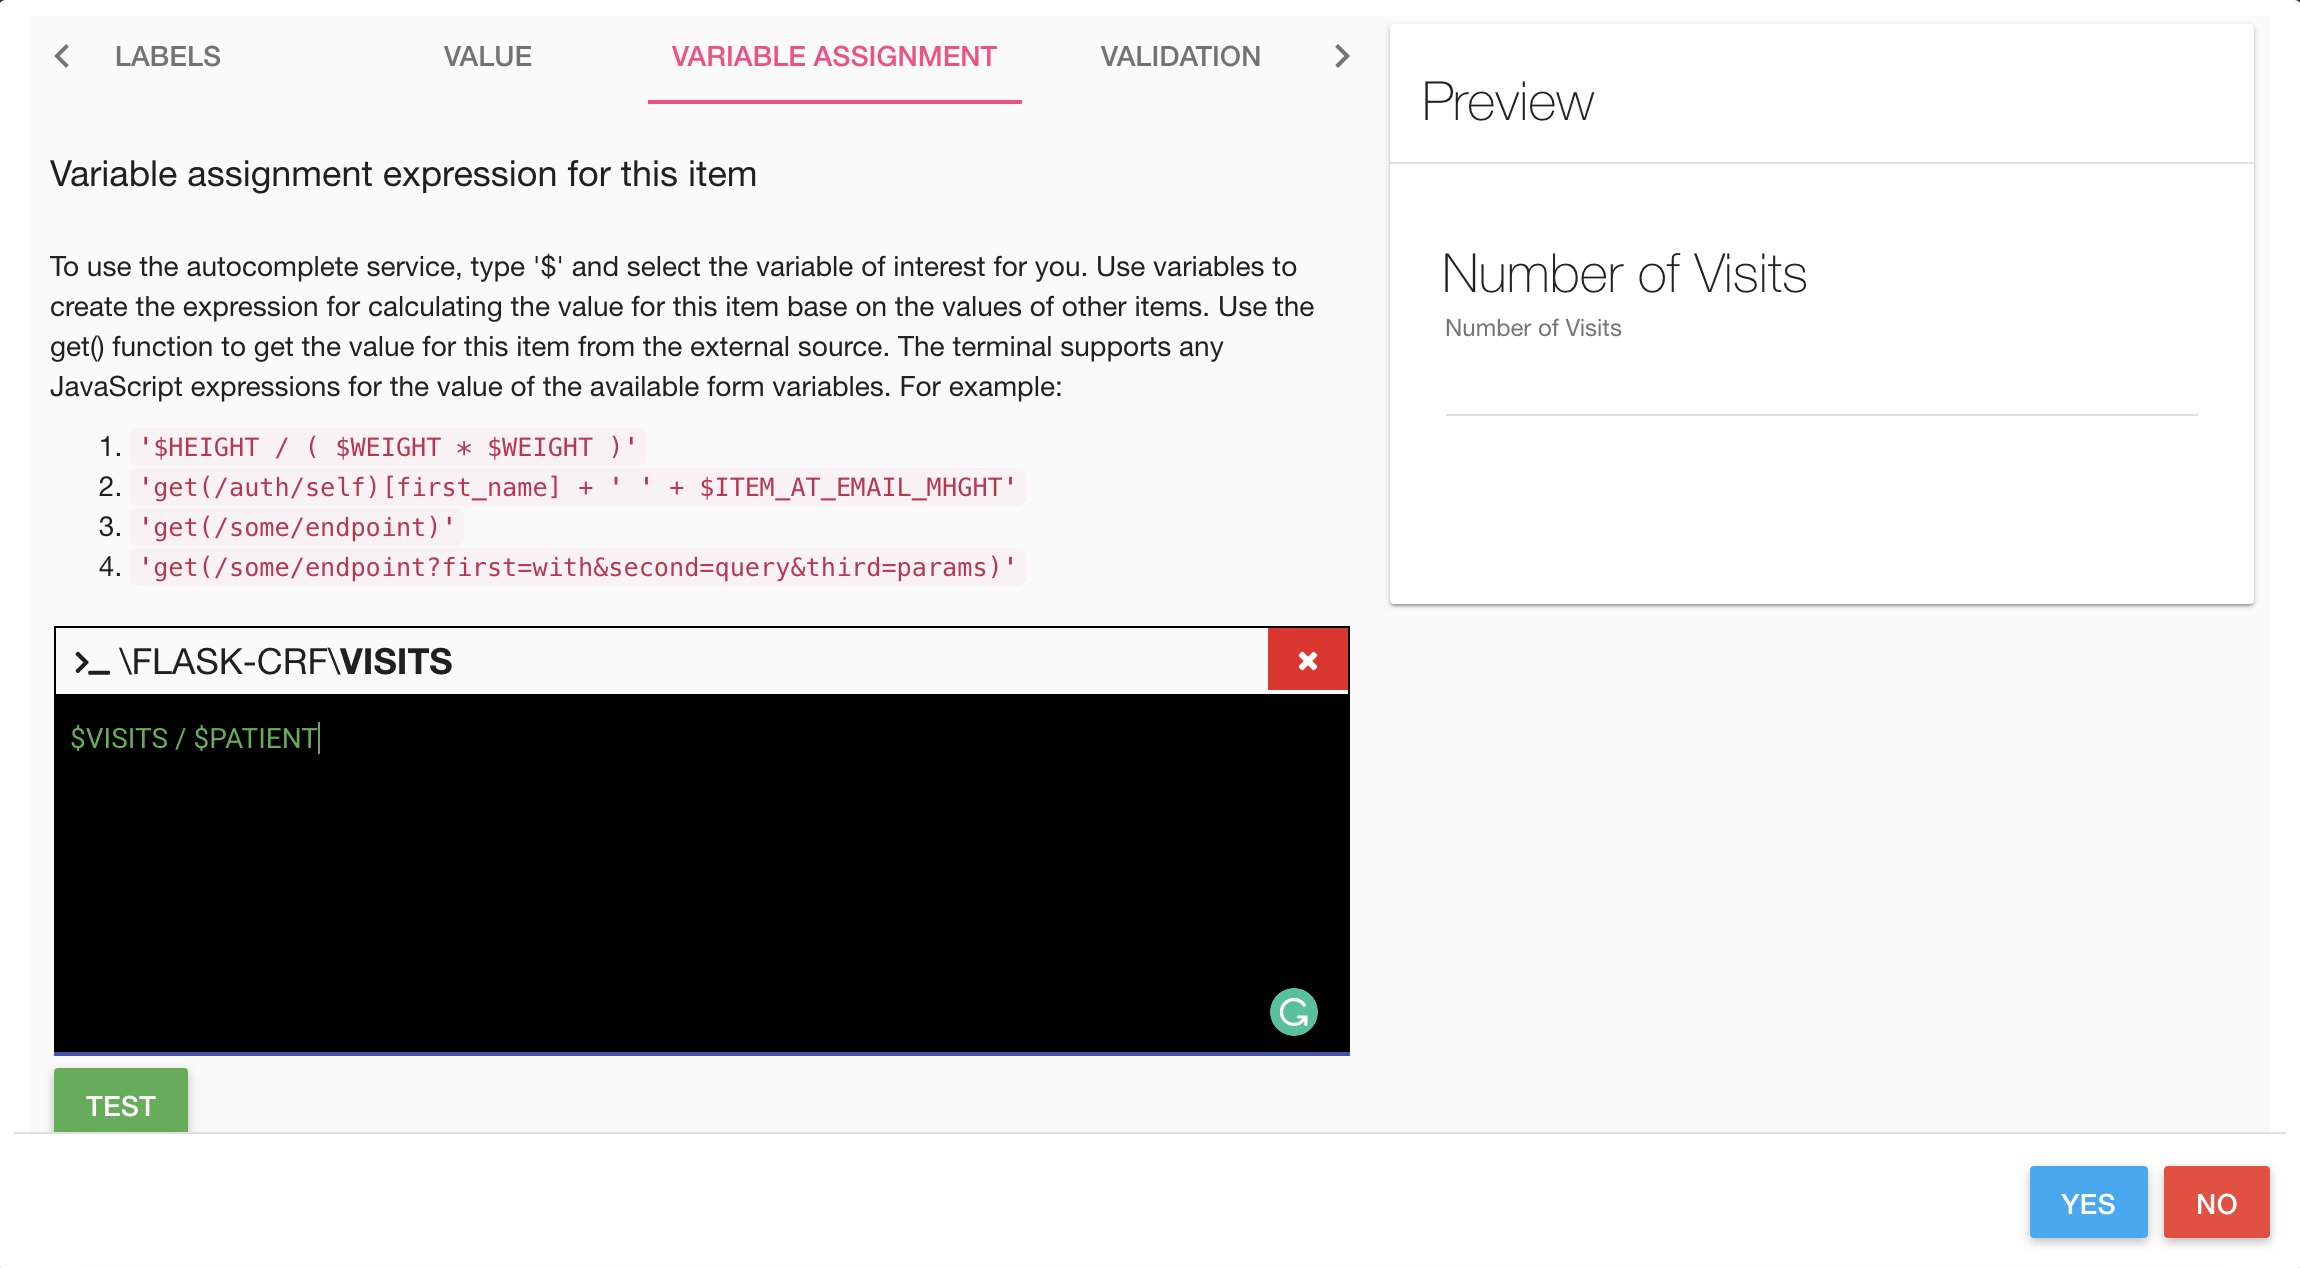 LABELS VALUE VARIABLE ASSIGNMENT VALIDATION
Variable assignment expression for this item
To use the autocomplete service, type '$' and select the variable of interest for you. Use variables to
create the expression for calculating the value for this item base on the values of other items. Use the
get() function to get the value for this item from the external source. The terminal supports any
JavaScript expressions for the value of the available form variables. For example:
1. '$HEIGHT / ( $WEIGHT * $WEIGHT )'
2. 'get(/auth/self)[first_name] + ' ' + $ITEM_AT_EMAIL_MHGHT'
3. 'get(/some/endpoint)'
4. 'get(/some/endpoint?first=with&second=query&third=params)'
>_ \FLASK-CRF\VISITS
$VISITS / $PATIENT
TEST
Preview
Number of Visits
Number of Visits
YES NO